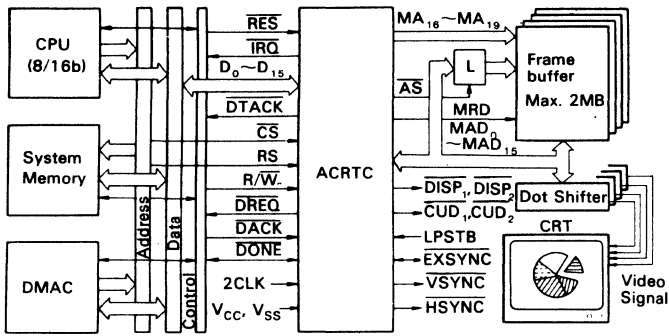 CPU
(8/16b)
System
Memory
DMAC
Address
Data
Control
RES
IRQ
D0~D15
DTACK
CS
RS
R/W
DREQ
DACK
DONE
2CLK
VCC, VSS
ACRTC
MA16~MA19
L
AS
MRD
MAD0
~MAD15
DISP1, DISP2
CUD1, CUD2
LPSTB
EXSYNC
VSYNC
HSYNC
Frame
buffer
Max. 2MB
Dot Shifter
CRT
Video
Signal